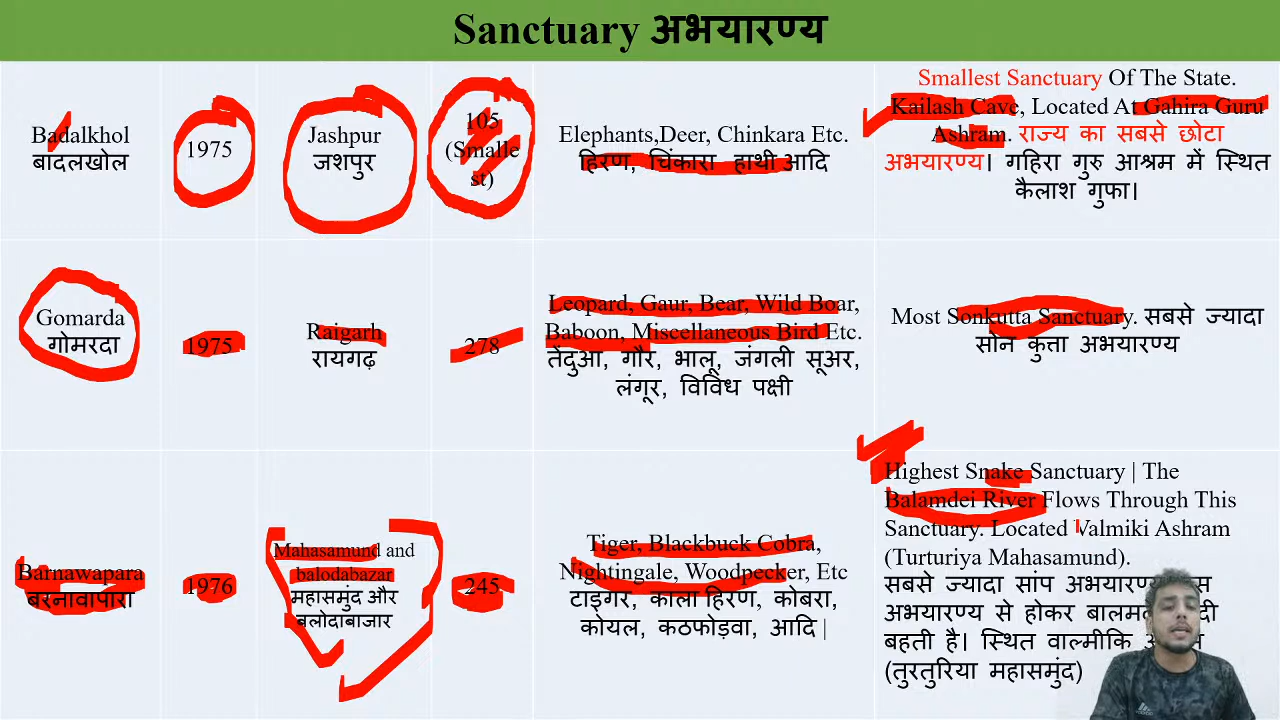 Sanctuary अभयारण्य
Badalkhol
बादलखोल
1975
Jashpur
जशपुर
105
(Smalle
st)
Elephants,Deer, Chinkara Etc.
हिरण, चिंकारा हाथी आदि
Smallest Sanctuary Of The State.
Kailash Cave, Located At Gahira Guru
Ashram. राज्य का सबसे छोटा
अभयारण्य। गहिरा गुरु आश्रम में स्थित
कैलाश गुफा।
Gomarda
गोमरदा
1975
Raigarh
रायगढ़
278
Leopard, Gaur, Bear, Wild Boar,
Baboon, Miscellaneous Bird Etc.
तेंदुआ, गौर, भालू, जंगली सूअर,
लंगूर, विविध पक्षी
Most Sonkutta Sanctuary. सबसे ज्यादा
सोन कुत्ता अभयारण्य
Barnawapara
बरनावापारा
1976
Mahasamund and
balodabazar
महासमुंद और
बलोदाबाजार
245
Tiger, Blackbuck Cobra,
Nightingale, Woodpecker, Etc
टाइगर, काला हिरण, कोबरा,
कोयल, कठफोड़वा, आदि |
Highest Snake Sanctuary | The
Balamdei River Flows Through This
Sanctuary. Located Valmiki Ashram
(Turturiya Mahasamund).
सबसे ज्यादा सांप
अभयारण्य से होकर
बहती है। स्थित वाल्मीकि
(तुरतुरिया महासमुंद)